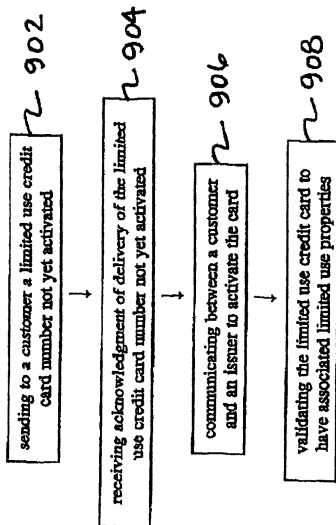 sending to a customer a limited use credit
card number not yet activated
902
receiving acknowledgment of delivery of the limited
use credit card number not yet activated
904
communicating between a customer
and an issuer to activate the card
906
validating the limited use credit card to
have associated limited use properties
908